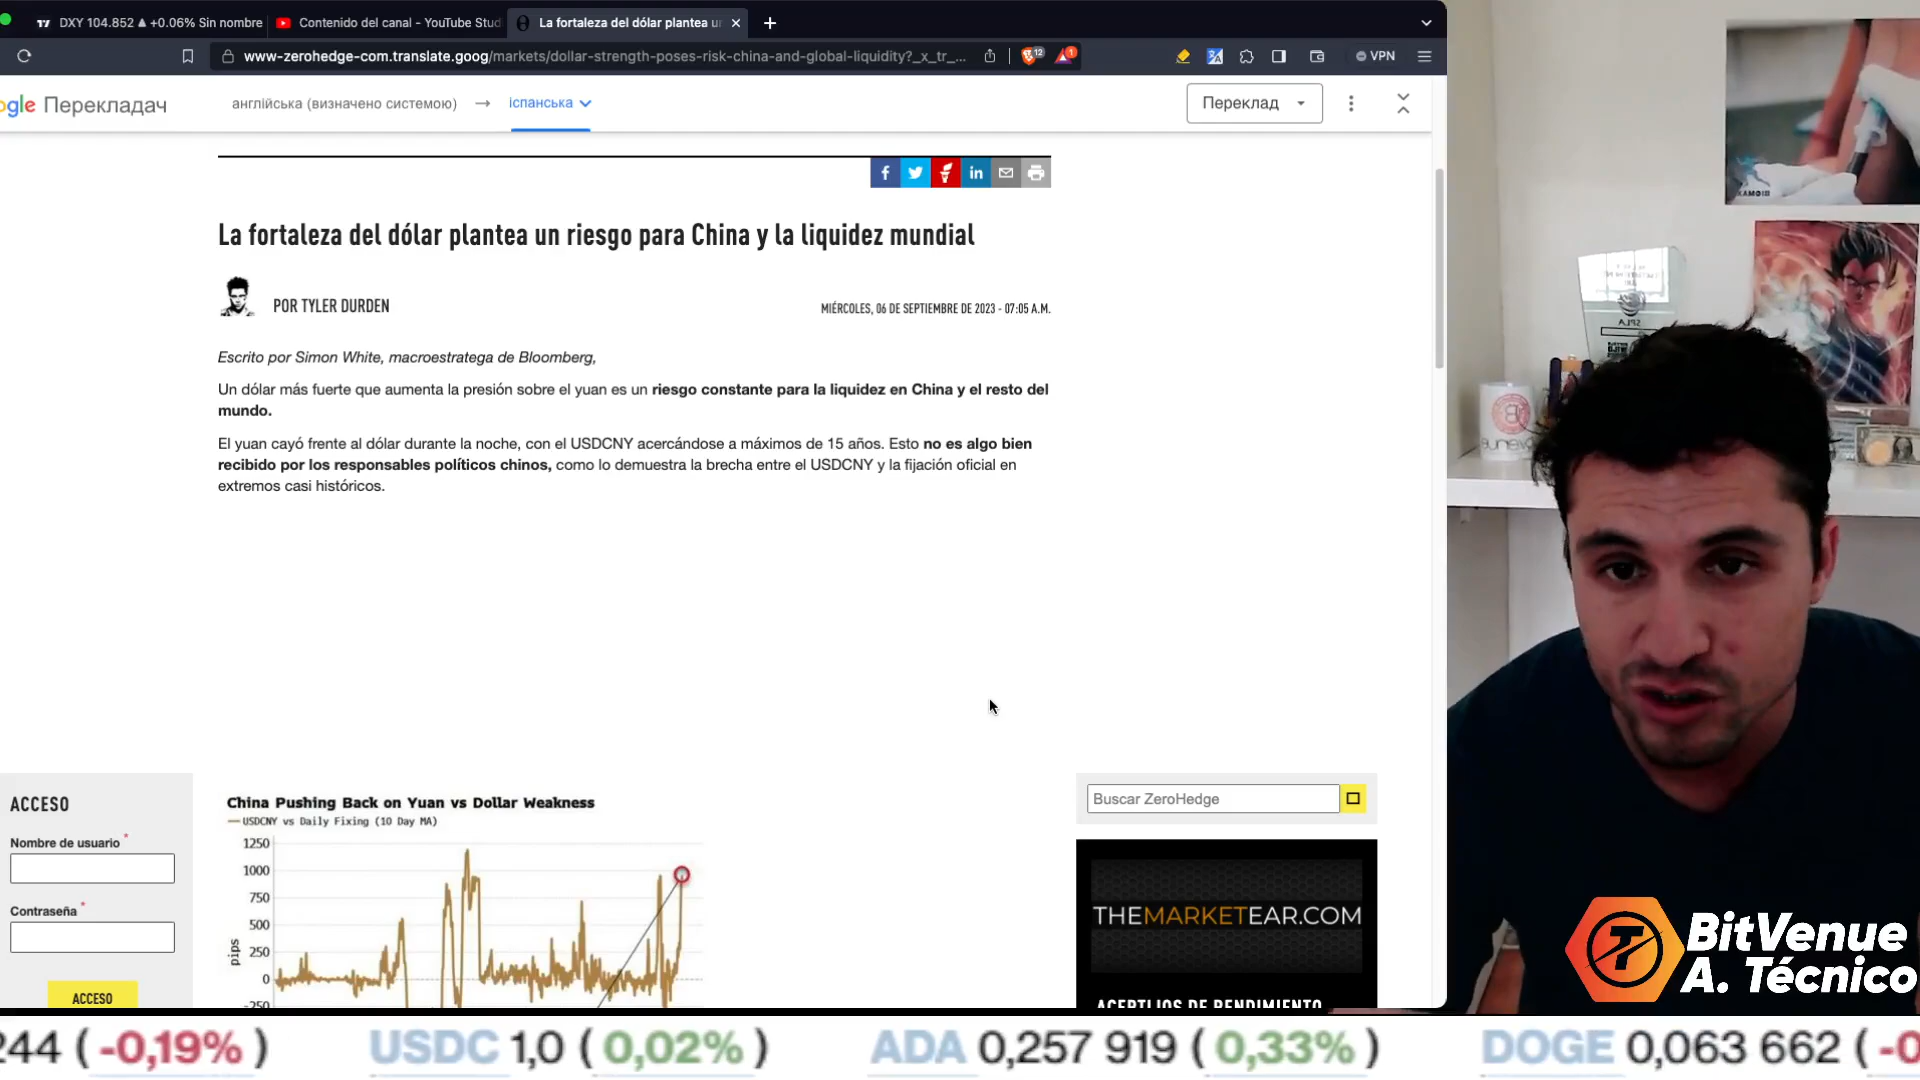 DXY 104.852 ▲ +0.06% Sin nombre
Contenido del canal - YouTube Stud
La fortaleza del dólar plantea u
www-zerohedge-com.translate.goog/markets/dollar-strength-poses-risk-china-and-global-liquidity?_x_tr_...
12
1
VPN
ogle Перекладач
англійська (визначено системою) → іспанська
Переклад
La fortaleza del dólar plantea un riesgo para China y la liquidez mundial
POR TYLER DURDEN
MIÉRCOLES, 06 DE SEPTIEMBRE DE 2023 - 07:05 A.M.
Escrito por Simon White, macroestratega de Bloomberg,
Un dólar más fuerte que aumenta la presión sobre el yuan es un riesgo constante para la liquidez en China y el resto del
mundo.
El yuan cayó frente al dólar durante la noche, con el USDCNY acercándose a máximos de 15 años. Esto no es algo bien
recibido por los responsables políticos chinos, como lo demuestra la brecha entre el USDCNY y la fijación oficial en
extremos casi históricos.
ACCESO
Nombre de usuario *
Contraseña *
ACCESO
China Pushing Back on Yuan vs Dollar Weakness
USDCNY vs Daily Fixing (10 Day MA)
1250
1000
750
500
250
0
-250
pips
Buscar ZeroHedge
THEMARKETEAR.COM
ACERTIJOS DE RENDIMIENTO
BitVenue
A. Técnico
244 ( -0,19% ) USDC 1,0 ( 0,02% ) ADA 0,257 919 ( 0,33% ) DOGE 0,063 662 ( -0